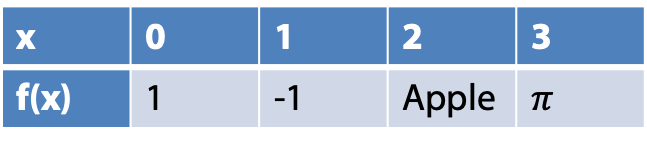 x 0 1 2 3
f(x) 1 -1 Apple 𝜋